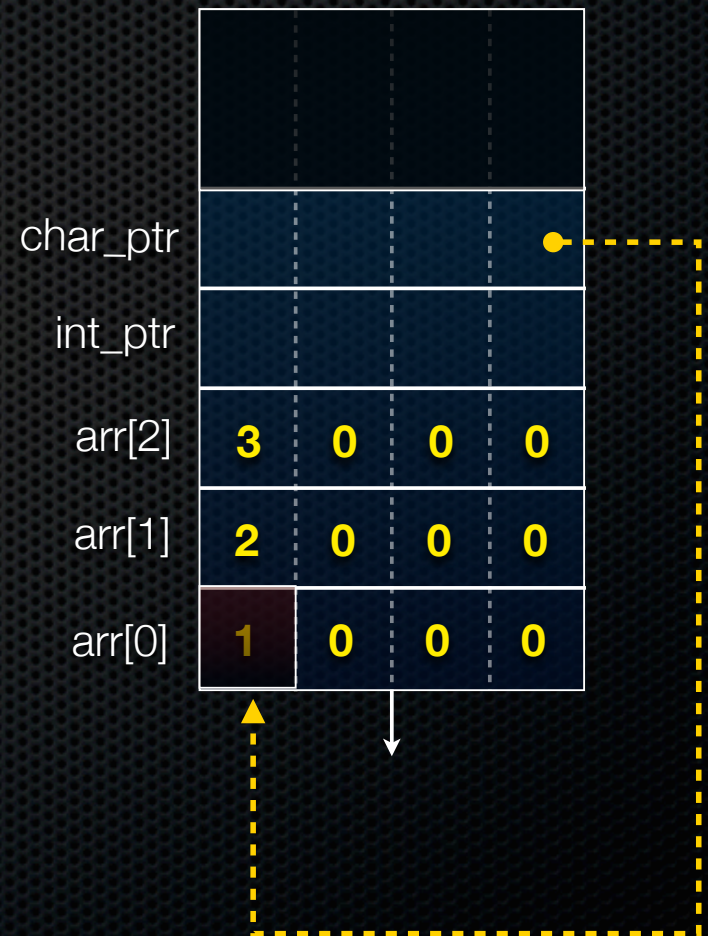 char_ptr
int_ptr
arr[2] 3 0 0 0
arr[1] 2 0 0 0
arr[0] 1 0 0 0